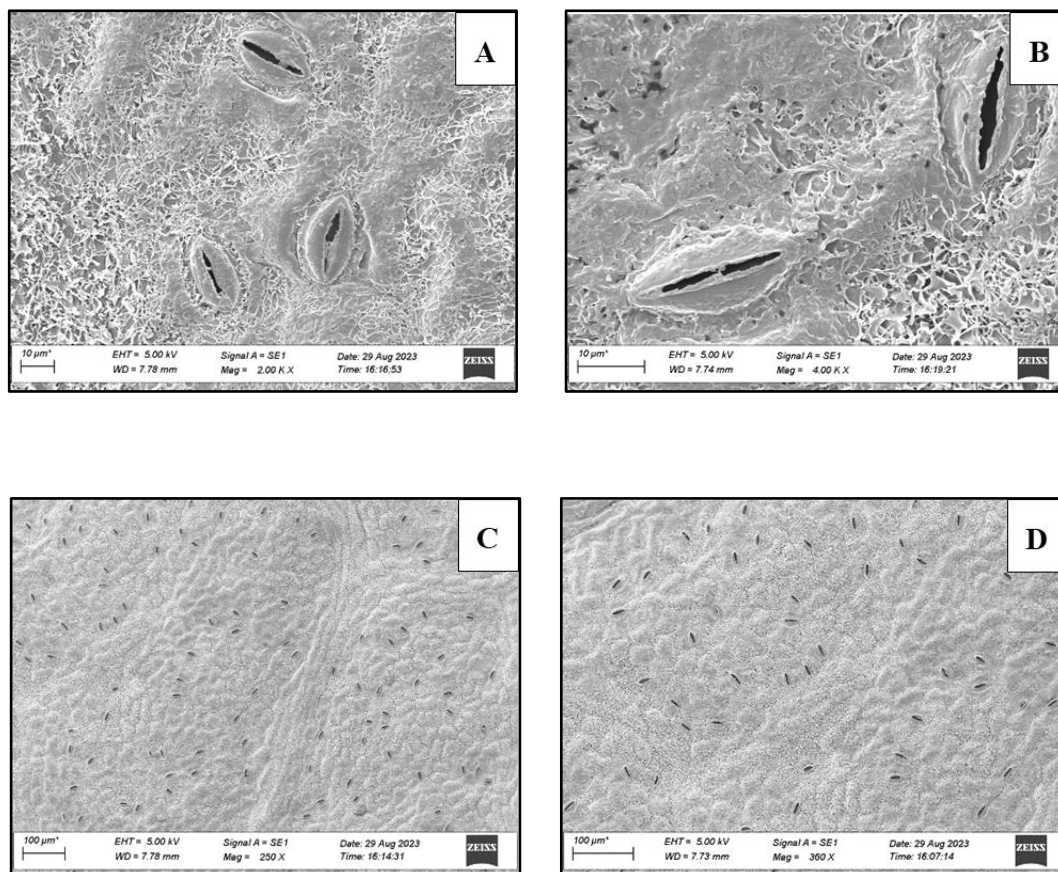 A
10 µm*
EHT = 5.00 kV
Signal A = SE1
Date: 29 Aug 2023
WD = 7.78 mm
Mag = 2.00 K X
Time: 16:16:53
ZEISS
B
10 µm*
EHT = 5.00 kV
Signal A = SE1
Date: 29 Aug 2023
WD = 7.74 mm
Mag = 4.00 K X
Time: 16:19:21
ZEISS
C
100 µm*
EHT = 5.00 kV
Signal A = SE1
Date: 29 Aug 2023
WD = 7.78 mm
Mag = 250 X
Time: 16:14:31
ZEISS
D
100 µm*
EHT = 5.00 kV
Signal A = SE1
Date: 29 Aug 2023
WD = 7.73 mm
Mag = 360 X
Time: 16:07:14
ZEISS